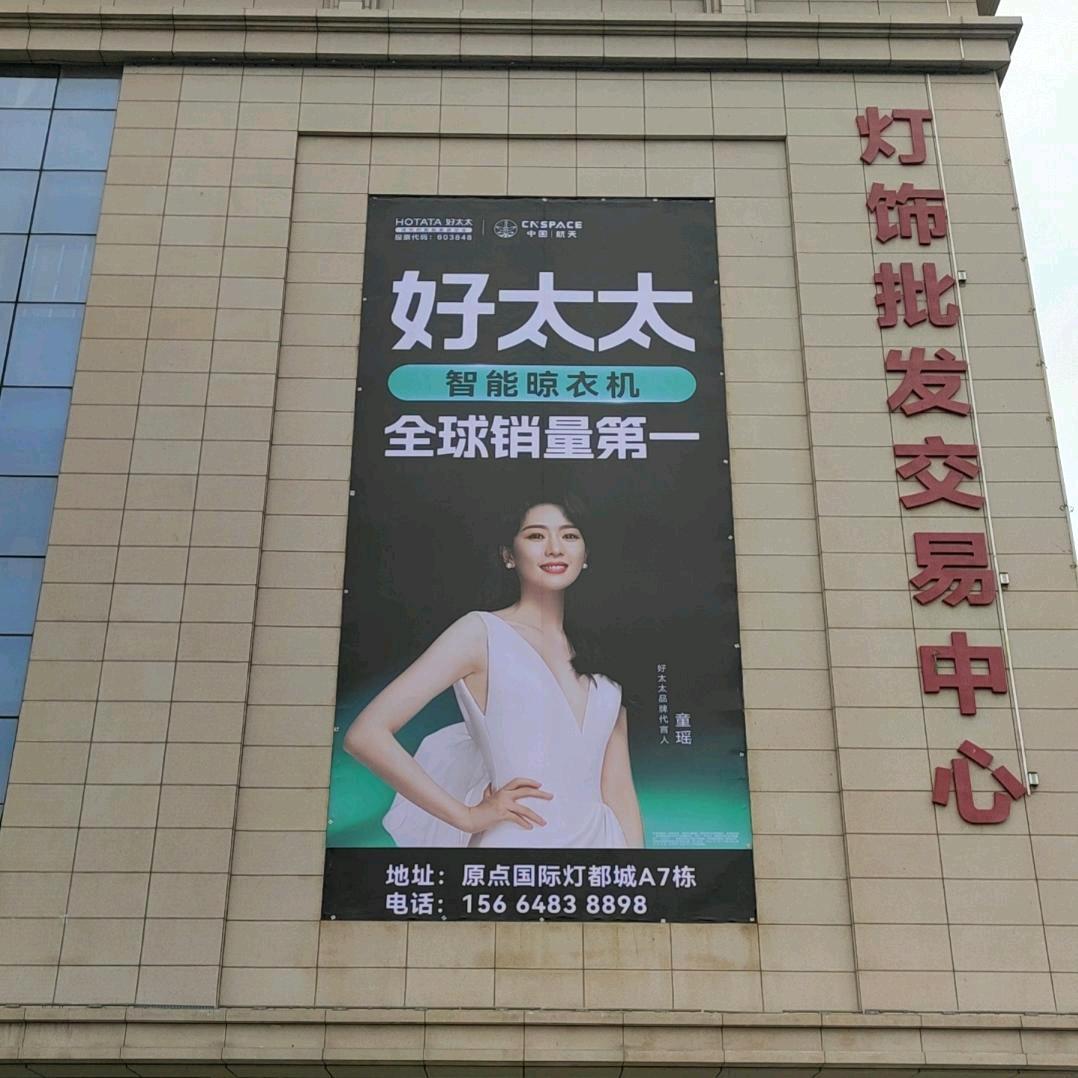 HOTATA 好太太
股票代码：603848
CNSPACE
中国 航天
好太太
智能晾衣机
全球销量第一
好太太品牌代言人
童瑶
地址：原点国际灯都城A7栋
电话：156 6483 8898
灯饰批发交易中心